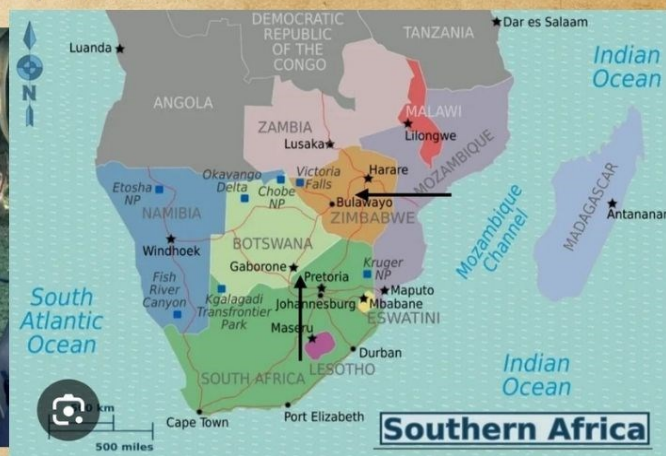 DEMOCRATIC
REPUBLIC
OF THE
CONGO
TANZANIA
Dar es Salaam
Luanda
Indian
Ocean
N
ANGOLA
MALAWI
ZAMBIA
Lilongwe
Lusaka
MOZAMBIQUE
Etosha
NP
Okavango
Delta
Chobe
NP
Victoria
Falls
Harare
Bulawayo
ZIMBABWE
NAMIBIA
MADAGASCAR
Antananar
Mozambique
Channel
Windhoek
BOTSWANA
Gaborone
Kruger
NP
Pretoria
Fish
River
Canyon
Kgalagadi
Transfrontier
Park
Johannesburg
Maputo
Mbabane
ESWATINI
South
Atlantic
Ocean
Maseru
LESOTHO
Durban
SOUTH AFRICA
Indian
Ocean
km
Cape Town
Port Elizabeth
500 miles
Southern Africa